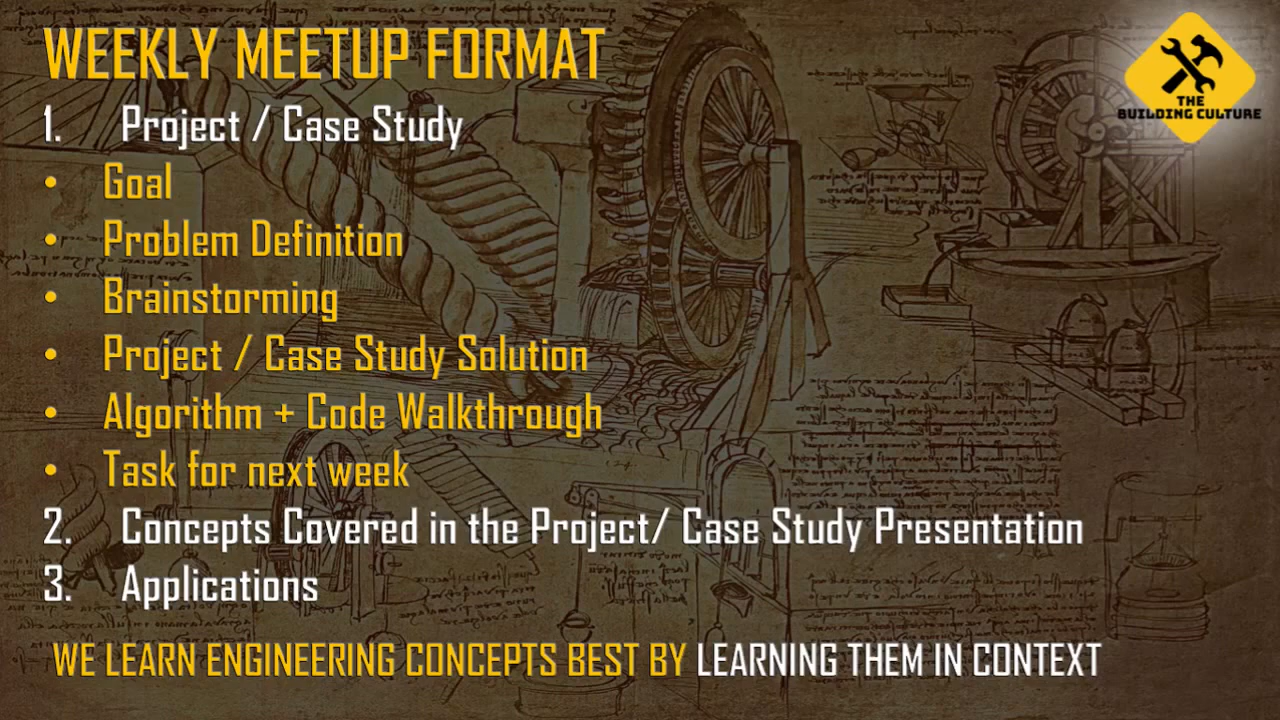 WEEKLY MEETUP FORMAT
1. Project / Case Study
• Goal
• Problem Definition
• Brainstorming
• Project / Case Study Solution
• Algorithm + Code Walkthrough
• Task for next week
2. Concepts Covered in the Project/ Case Study Presentation
3. Applications
WE LEARN ENGINEERING CONCEPTS BEST BY LEARNING THEM IN CONTEXT
THE
BUILDING CULTURE